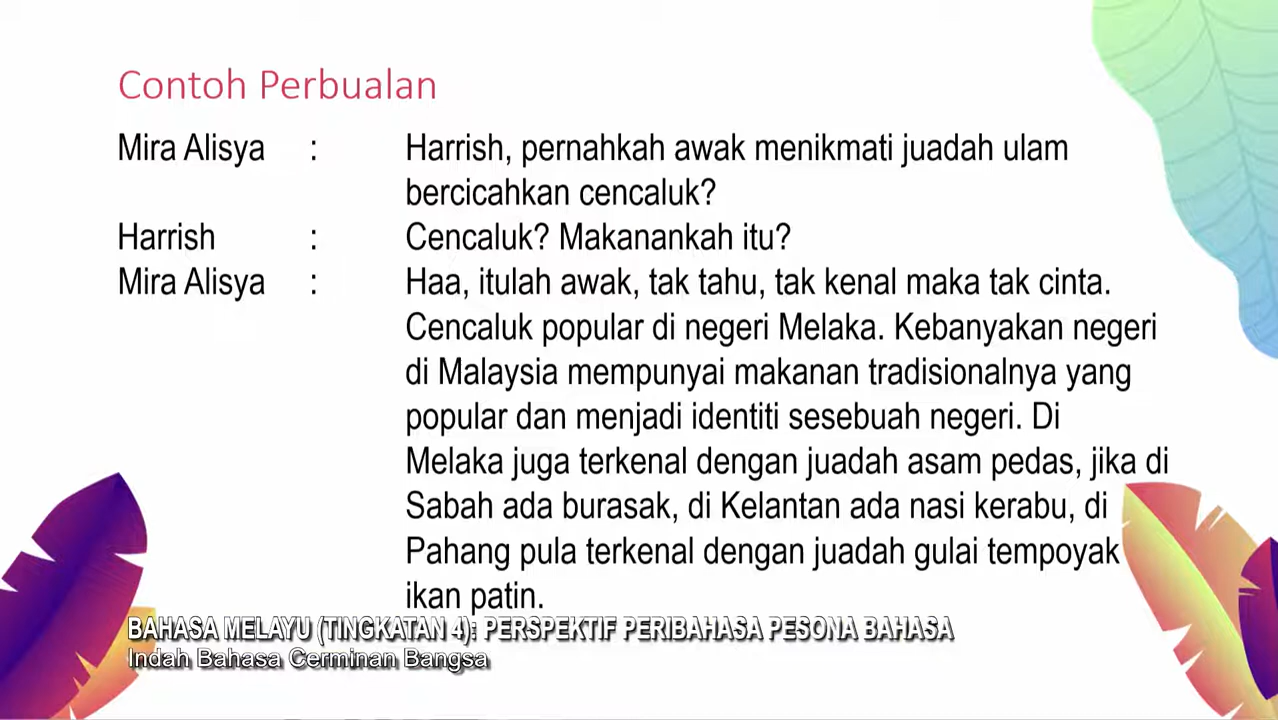 Contoh Perbualan
Mira Alisya : Harrish, pernahkah awak menikmati juadah ulam
bercicahkan cencaluk?
Harrish : Cencaluk? Makanankah itu?
Mira Alisya : Haa, itulah awak, tak tahu, tak kenal maka tak cinta.
Cencaluk popular di negeri Melaka. Kebanyakan negeri
di Malaysia mempunyai makanan tradisionalnya yang
popular dan menjadi identiti sesebuah negeri. Di
Melaka juga terkenal dengan juadah asam pedas, jika di
Sabah ada burasak, di Kelantan ada nasi kerabu, di
Pahang pula terkenal dengan juadah gulai tempoyak
ikan patin.
BAHASA MELAYU (TINGKATAN 4): PERSPEKTIF PERIBAHASA PESONA BAHASA
Indah Bahasa Cerminan Bangsa